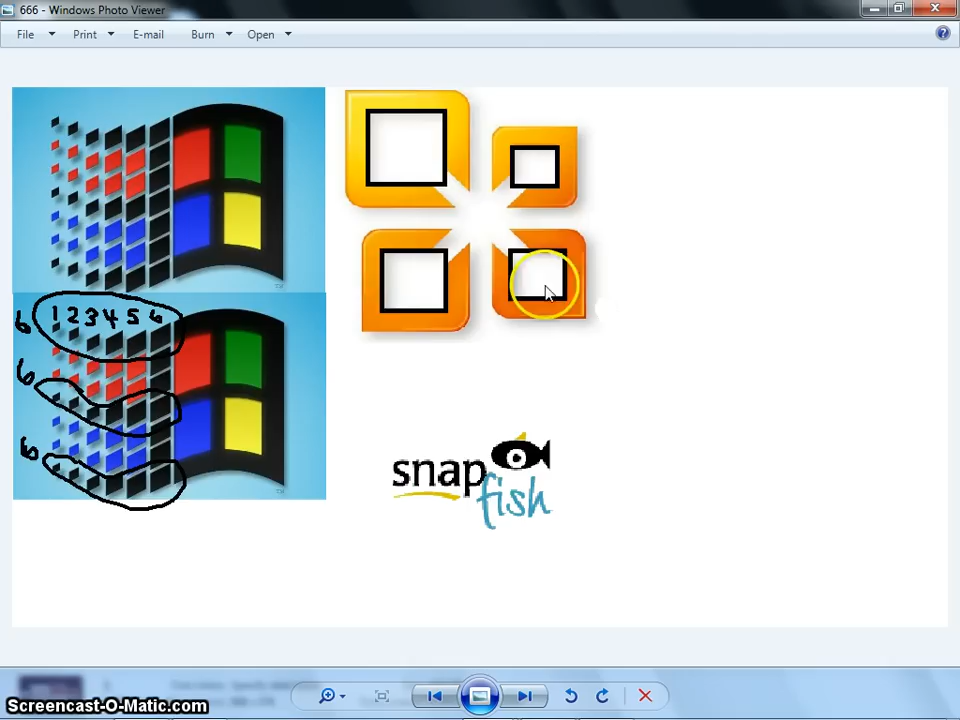 666 - Windows Photo Viewer
File Print E-mail Burn Open
6 1 2 3 4 5 6
6
6
snap
fish
Screencast-O-Matic.com